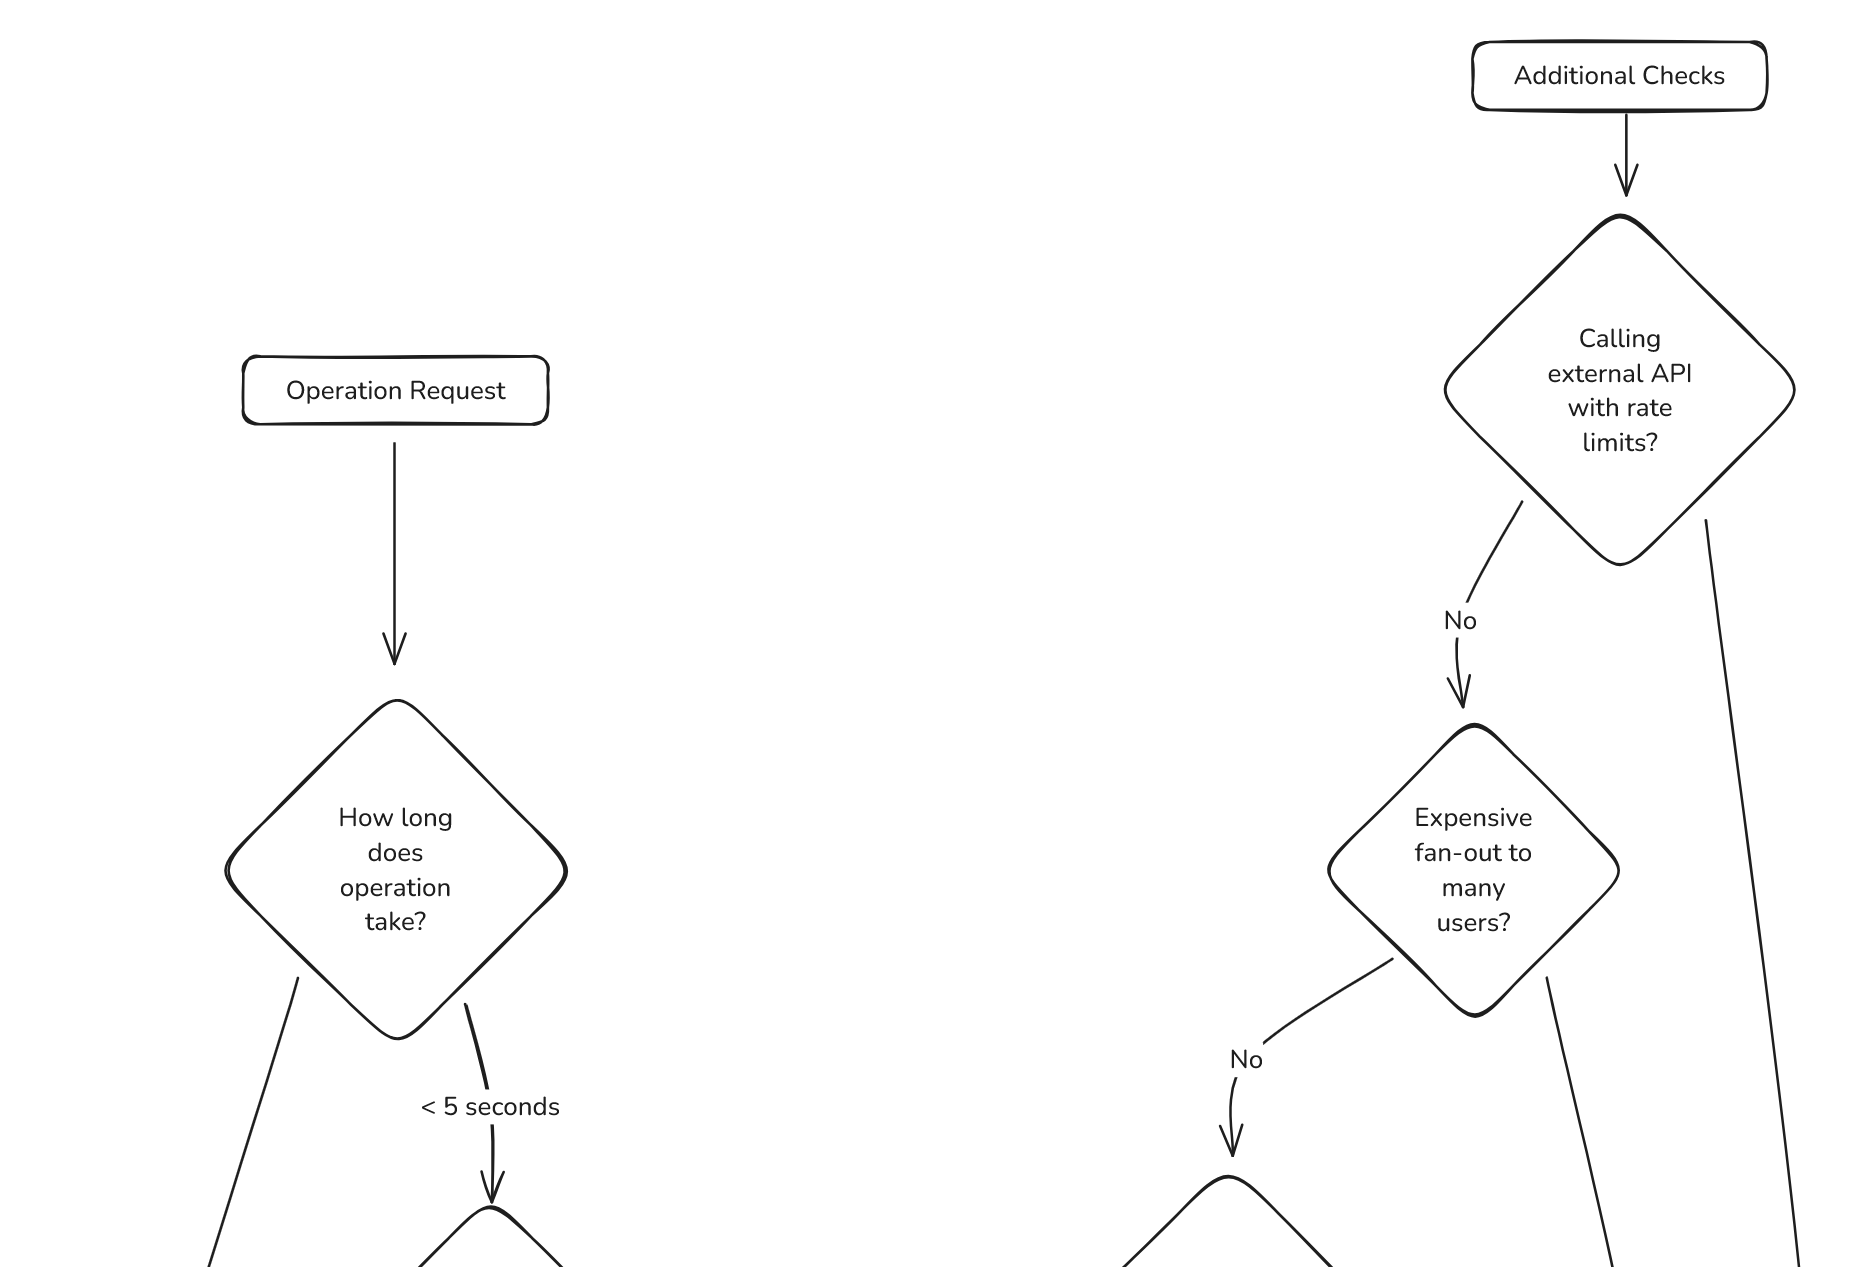 Additional Checks
Calling
external API
with rate
limits?
Operation Request
No
Expensive
fan-out to
many
users?
How long
does
operation
take?
No
< 5 seconds